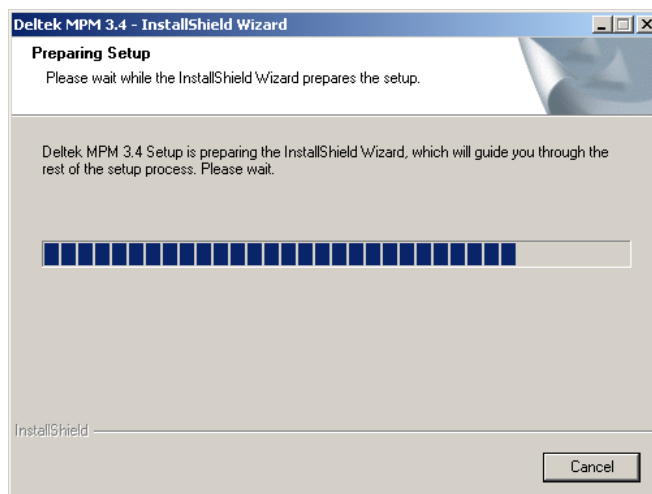 Deltek MPM 3.4 - InstallShield Wizard
Preparing Setup
Please wait while the InstallShield Wizard prepares the setup.
Deltek MPM 3.4 Setup is preparing the InstallShield Wizard, which will guide you through the
rest of the setup process. Please wait.
InstallShield
Cancel